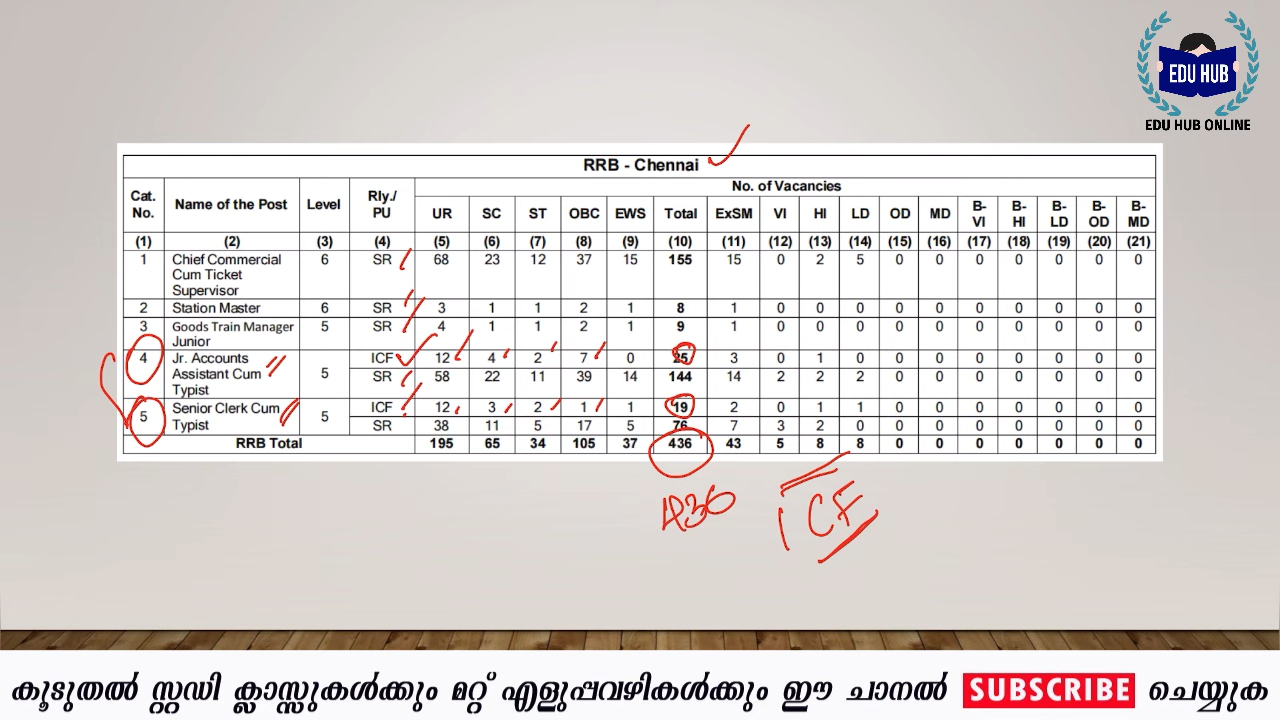 EDU HUB
EDU HUB ONLINE
RRB - Chennai
Cat. No. Name of the Post Level Rly./ PU No. of Vacancies
UR SC ST OBC EWS Total ExSM VI HI LD OD MD B-VI B-HI B-LD B-OD B-MD
(1) (2) (3) (4) (5) (6) (7) (8) (9) (10) (11) (12) (13) (14) (15) (16) (17) (18) (19) (20) (21)
1 Chief Commercial Cum Ticket Supervisor 6 SR 68 23 12 37 15 155 15 0 2 5 0 0 0 0 0 0 0
2 Station Master 6 SR 3 1 1 2 1 8 1 0 0 0 0 0 0 0 0 0 0
3 Goods Train Manager Junior 5 SR 4 1 1 2 1 9 1 0 0 0 0 0 0 0 0 0 0
4 Jr. Accounts Assistant Cum Typist 5 ICF 12 4 2 7 0 25 3 0 1 0 0 0 0 0 0 0 0
SR 58 22 11 39 14 144 14 2 2 2 0 0 0 0 0 0 0
5 Senior Clerk Cum Typist 5 ICF 12 3 2 1 1 19 2 0 1 1 0 0 0 0 0 0 0
SR 38 11 5 17 5 76 7 3 2 0 0 0 0 0 0 0 0
RRB Total 195 65 34 105 37 436 43 5 8 8 0 0 0 0 0 0 0
436
ICF
കൂടുതൽ സ്റ്റഡി ക്ലാസ്സുകൾക്കും മറ്റ് എളുപ്പവഴികൾക്കും ഈ ചാനൽ SUBSCRIBE ചെയ്യുക